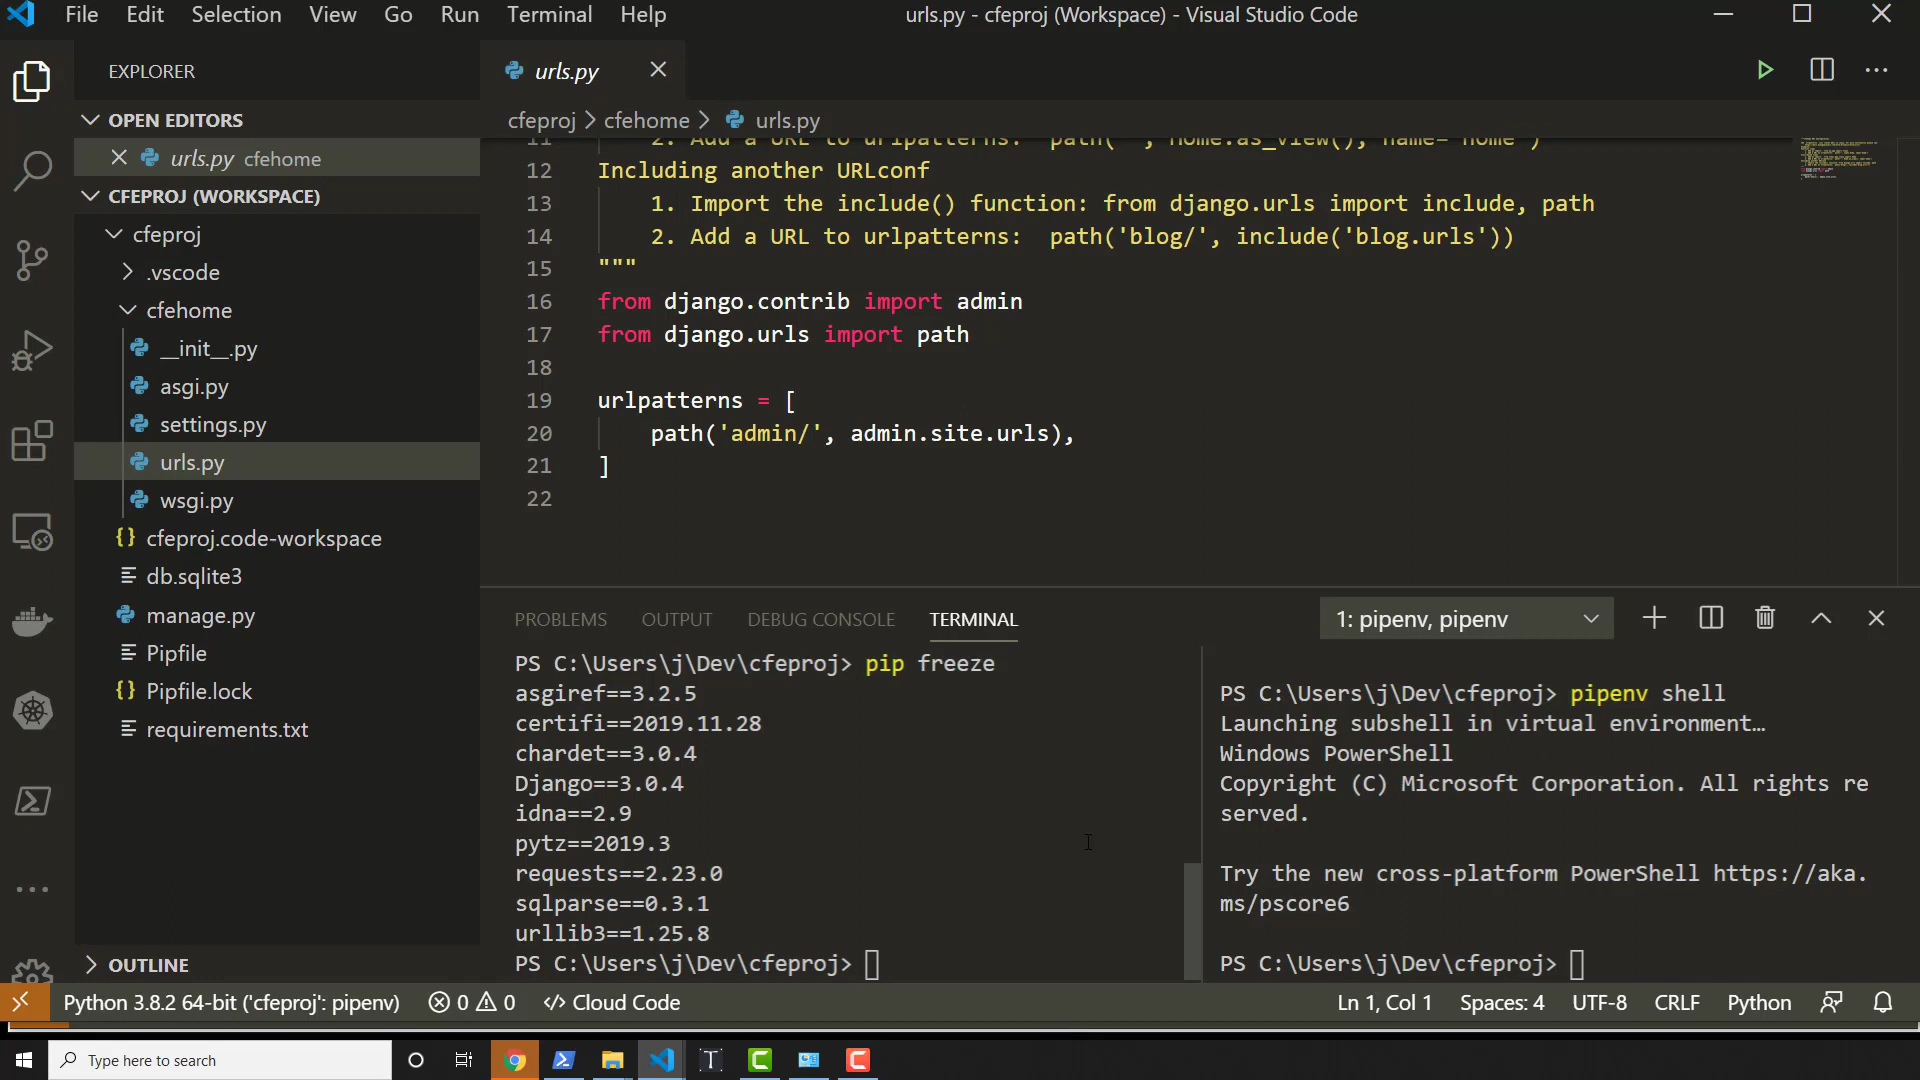 File Edit Selection View Go Run Terminal Help
urls.py - cfeproj (Workspace) - Visual Studio Code
EXPLORER
OPEN EDITORS
urls.py cfehome
CFEPROJ (WORKSPACE)
cfeproj
.vscode
cfehome
__init__.py
asgi.py
settings.py
urls.py
wsgi.py
cfeproj.code-workspace
db.sqlite3
manage.py
Pipfile
Pipfile.lock
requirements.txt
OUTLINE
urls.py
cfeproj > cfehome > urls.py
11 2. Add a URL to urlpatterns: path('', Home.as_view(), name='home')
12 Including another URLconf
13 1. Import the include() function: from django.urls import include, path
14 2. Add a URL to urlpatterns: path('blog/', include('blog.urls'))
15 """
16 from django.contrib import admin
17 from django.urls import path
18
19 urlpatterns = [
20 path('admin/', admin.site.urls),
21 ]
22
PROBLEMS OUTPUT DEBUG CONSOLE TERMINAL
1: pipenv, pipenv
PS C:\Users\j\Dev\cfeproj> pip freeze
asgiref==3.2.5
certifi==2019.11.28
chardet==3.0.4
Django==3.0.4
idna==2.9
pytz==2019.3
requests==2.23.0
sqlparse==0.3.1
urllib3==1.25.8
PS C:\Users\j\Dev\cfeproj>
PS C:\Users\j\Dev\cfeproj> pipenv shell
Launching subshell in virtual environment…
Windows PowerShell
Copyright (C) Microsoft Corporation. All rights re
served.
Try the new cross-platform PowerShell https://aka.
ms/pscore6
PS C:\Users\j\Dev\cfeproj>
Python 3.8.2 64-bit ('cfeproj': pipenv) 0 0 Cloud Code
Ln 1, Col 1 Spaces: 4 UTF-8 CRLF Python
Type here to search